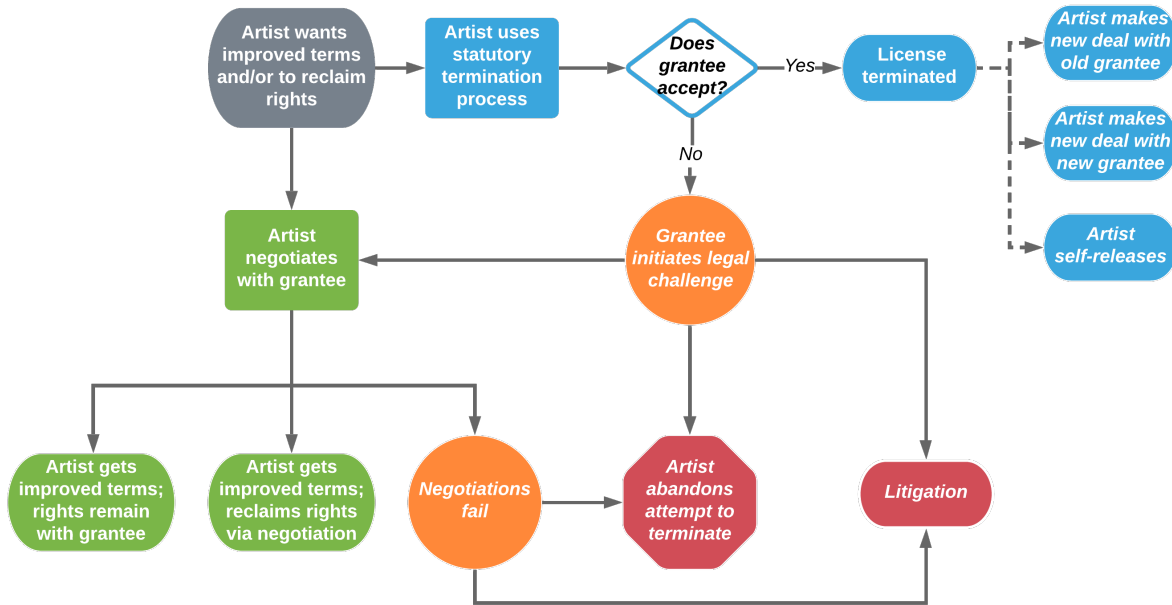 Artist wants
improved terms
and/or to reclaim
rights
Artist uses
statutory
termination
process
Does
grantee
accept?
Yes
License
terminated
Artist makes
new deal with
old grantee
Artist makes
new deal with
new grantee
Artist
self-releases
No
Artist
negotiates
with grantee
Grantee
initiates legal
challenge
Artist gets
improved terms;
rights remain
with grantee
Artist gets
improved terms;
reclaims rights
via negotiation
Negotiations
fail
Artist
abandons
attempt to
terminate
Litigation